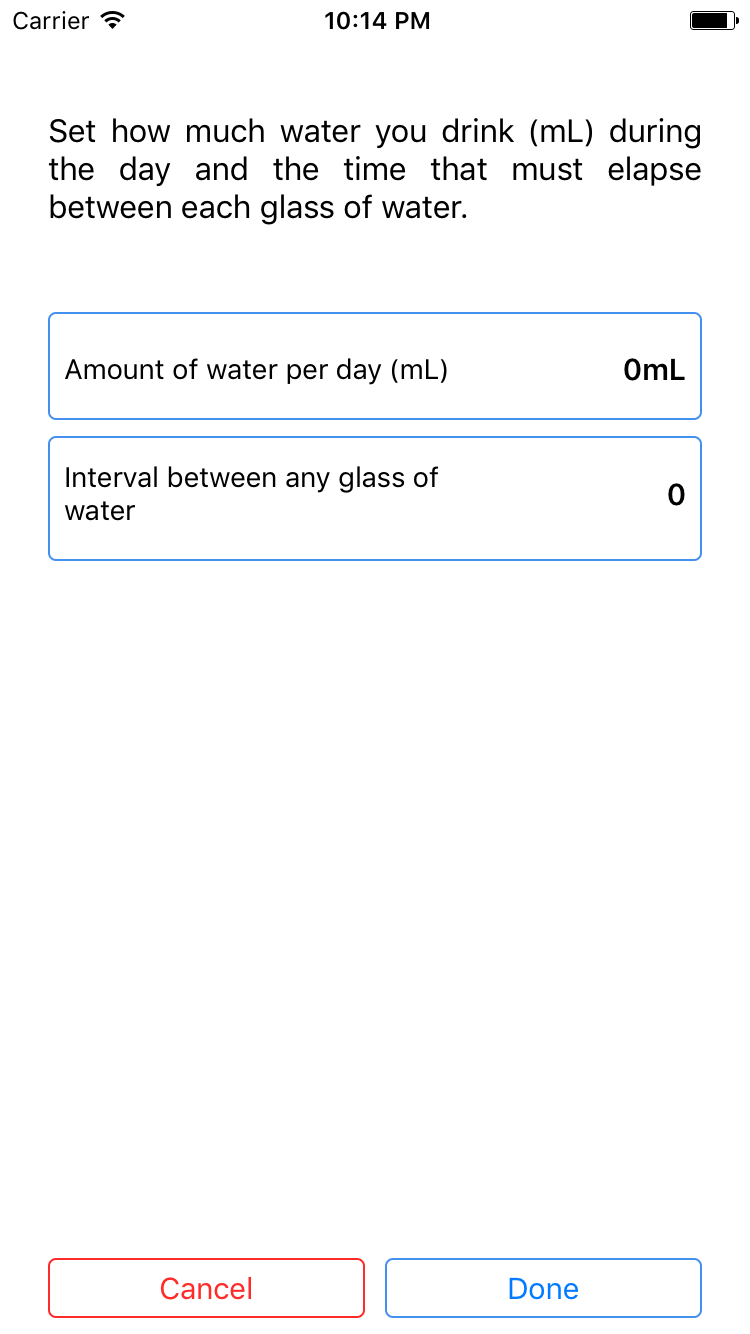 Carrier
10:14 PM
Set how much water you drink (mL) during
the day and the time that must elapse
between each glass of water.
Amount of water per day (mL)
0mL
Interval between any glass of
water
0
Cancel
Done